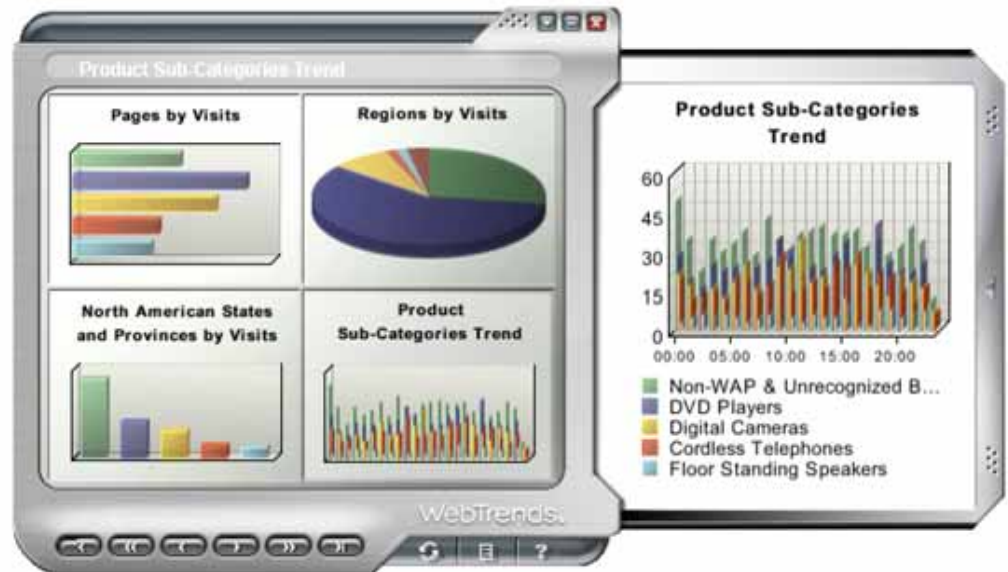 Product Sub-Categories Trend
Pages by Visits
Regions by Visits
North American States
and Provinces by Visits
Product
Sub-Categories Trend
WebTrends
?
Product Sub-Categories
Trend
60
45
30
15
0
00:00 05:00 10:00 15:00 20:00
Non-WAP & Unrecognized B...
DVD Players
Digital Cameras
Cordless Telephones
Floor Standing Speakers